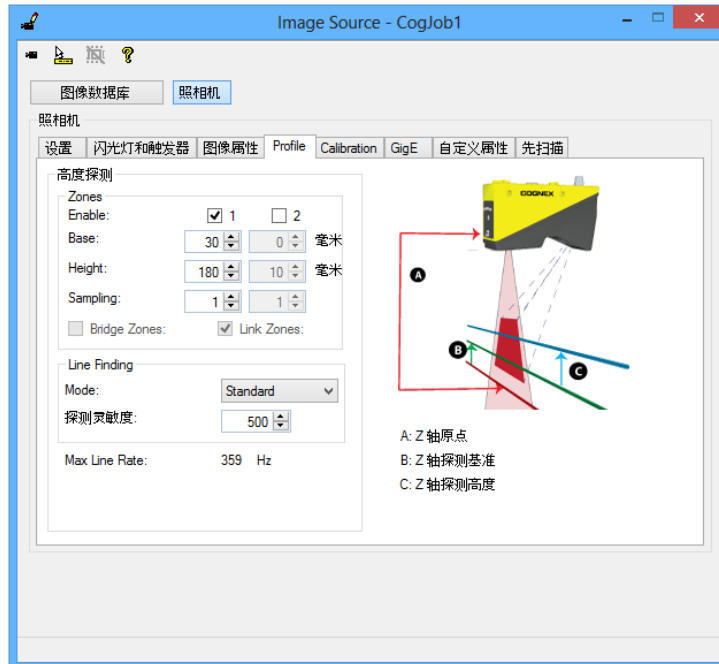 Image Source - CogJob1
图像数据库 照相机
照相机
设置 闪光灯和触发器 图像属性 Profile Calibration GigE 自定义属性 先扫描
高度探测
Zones
Enable: 1 2
Base: 30 0 毫米
Height: 180 10 毫米
Sampling: 1 1
Bridge Zones: Link Zones:
Line Finding
Mode: Standard
探测灵敏度: 500
Max Line Rate: 359 Hz
COGNEX
A
B
C
A: Z 轴原点
B: Z 轴探测基准
C: Z 轴探测高度